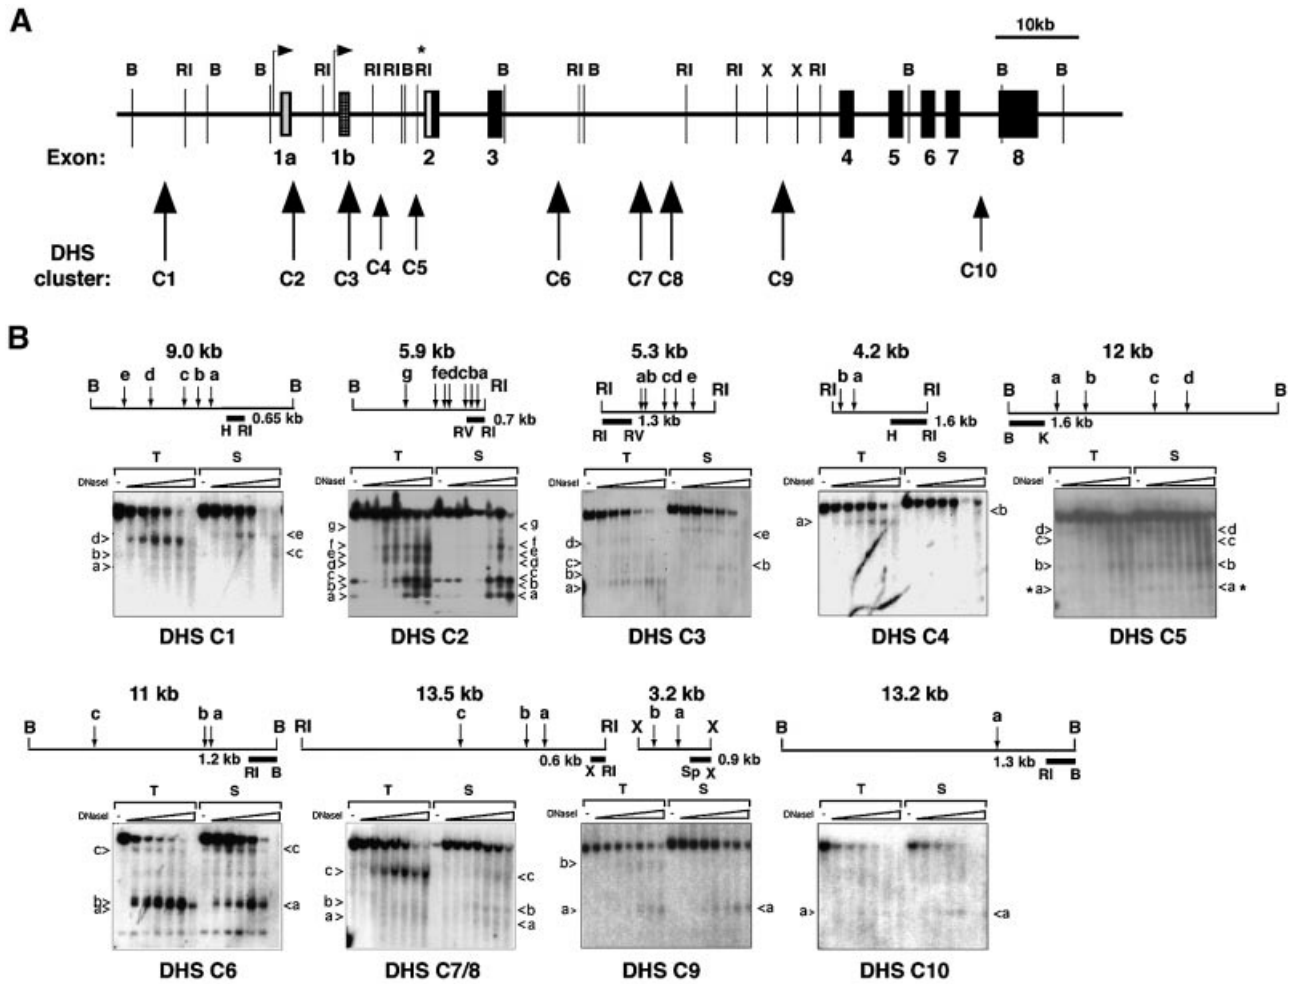 A
10kb
*
B RI B B RI RI RI B RI B RI B RI RI X X RI B B B
Exon: 1a 1b 2 3 4 5 6 7 8
DHS
cluster: C1 C2 C3 C4 C5 C6 C7 C8 C9 C10
B
9.0 kb 5.9 kb 5.3 kb 4.2 kb 12 kb
B e d c b a B
0.65 kb
H RI
B g f e d c b a RI
0.7 kb
RV RI
RI a b c d e RI
1.3 kb
RI RV
RI b a RI
1.6 kb
H RI
B a b c d B
1.6 kb
B K
T S T S T S T S T S
DNaseI - - DNaseI - - DNaseI - - DNaseI - - DNaseI - -
d> b> a> <e <c
g> f> e> d> c> b> a> <g <f <e <d <c <b <a
d> c> b> a> <e <b
a> <b
d> c> b> *a> <d <c <b <a *
DHS C1 DHS C2 DHS C3 DHS C4 DHS C5
11 kb 13.5 kb 3.2 kb 13.2 kb
B c b a B
1.2 kb
RI B
RI c b a RI
0.6 kb
X RI
X b a X
0.9 kb
Sp X
B a B
1.3 kb
RI B
T S T S T S T S
DNaseI - - DNaseI - - DNaseI - - DNaseI - -
c> b> a> <c <a
c> b> a> <c <b <a
b> a> <a
a> <a
DHS C6 DHS C7/8 DHS C9 DHS C10